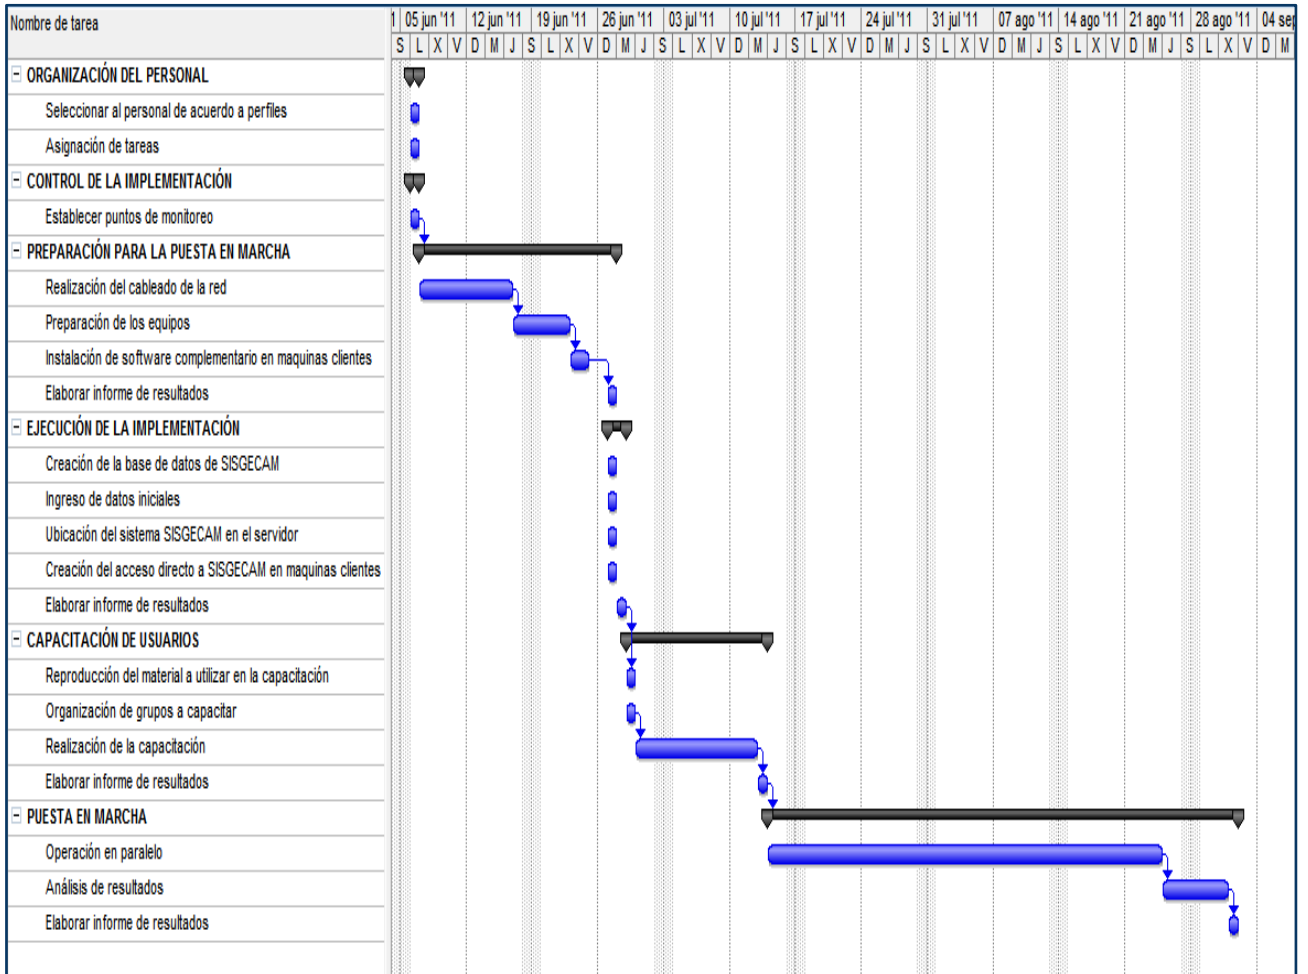 Nombre de tarea
1 05 jun '11 12 jun '11 19 jun '11 26 jun '11 03 jul '11 10 jul '11 17 jul '11 24 jul '11 31 jul '11 07 ago '11 14 ago '11 21 ago '11 28 ago '11 04 sep
S L X V D M J S L X V D M J S L X V D M J S L X V D M J S L X V D M J S L X V D M J S L X V D M
ORGANIZACIÓN DEL PERSONAL
Seleccionar al personal de acuerdo a perfiles
Asignación de tareas
CONTROL DE LA IMPLEMENTACIÓN
Establecer puntos de monitoreo
PREPARACIÓN PARA LA PUESTA EN MARCHA
Realización del cableado de la red
Preparación de los equipos
Instalación de software complementario en maquinas clientes
Elaborar informe de resultados
EJECUCIÓN DE LA IMPLEMENTACIÓN
Creación de la base de datos de SISGECAM
Ingreso de datos iniciales
Ubicación del sistema SISGECAM en el servidor
Creación del acceso directo a SISGECAM en maquinas clientes
Elaborar informe de resultados
CAPACITACIÓN DE USUARIOS
Reproducción del material a utilizar en la capacitación
Organización de grupos a capacitar
Realización de la capacitación
Elaborar informe de resultados
PUESTA EN MARCHA
Operación en paralelo
Análisis de resultados
Elaborar informe de resultados